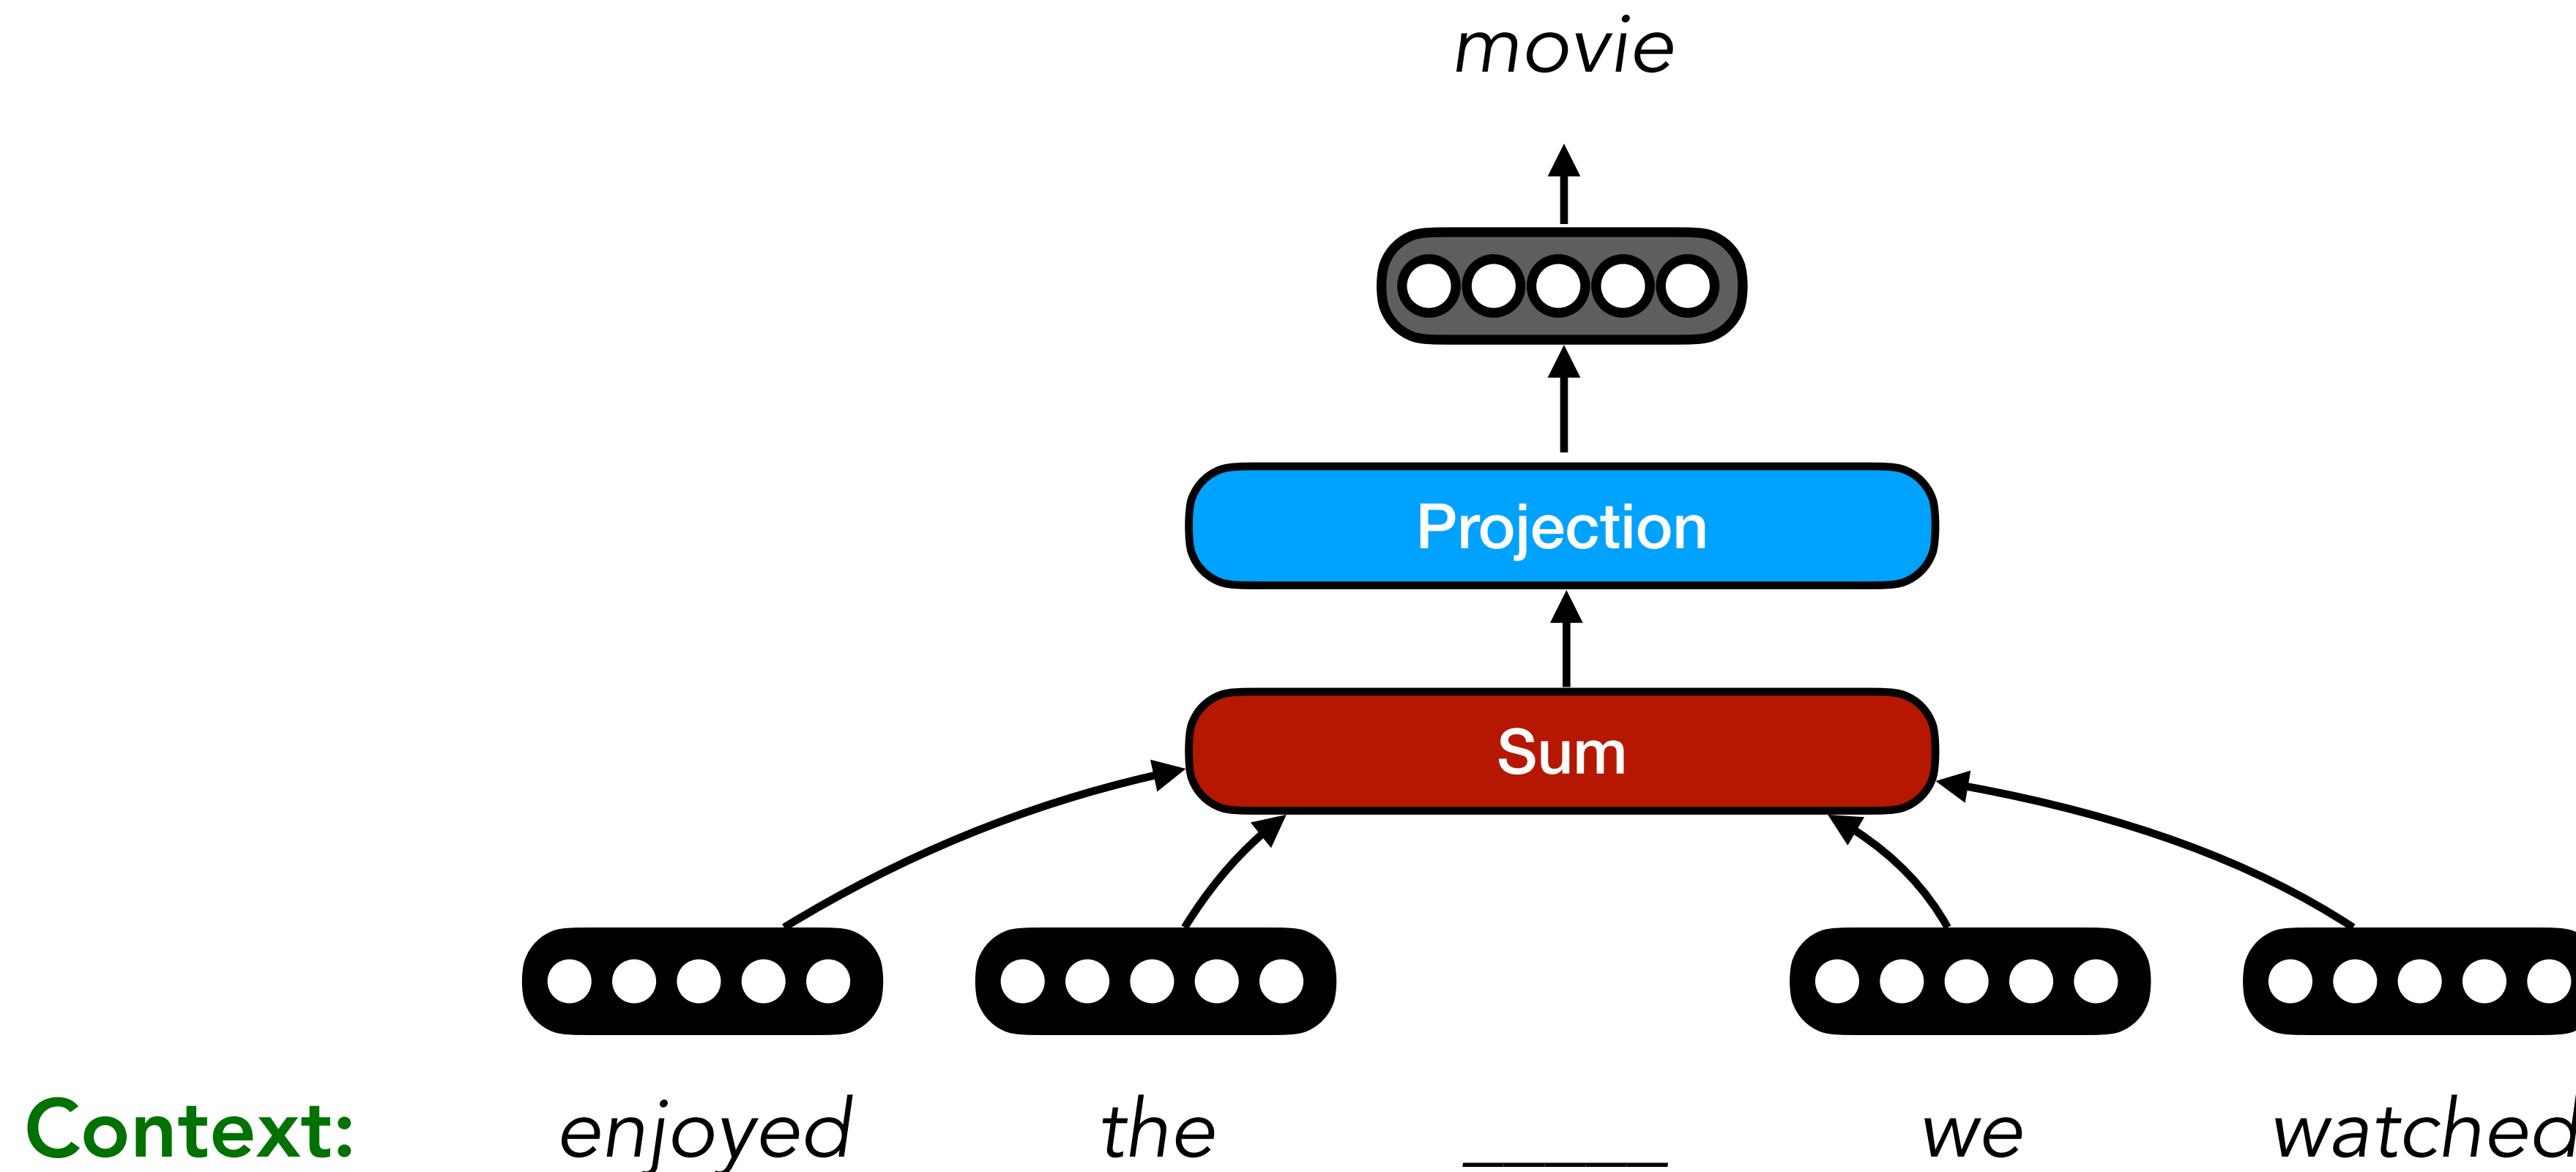 movie
Projection
Sum
Context: enjoyed the _____ we watched